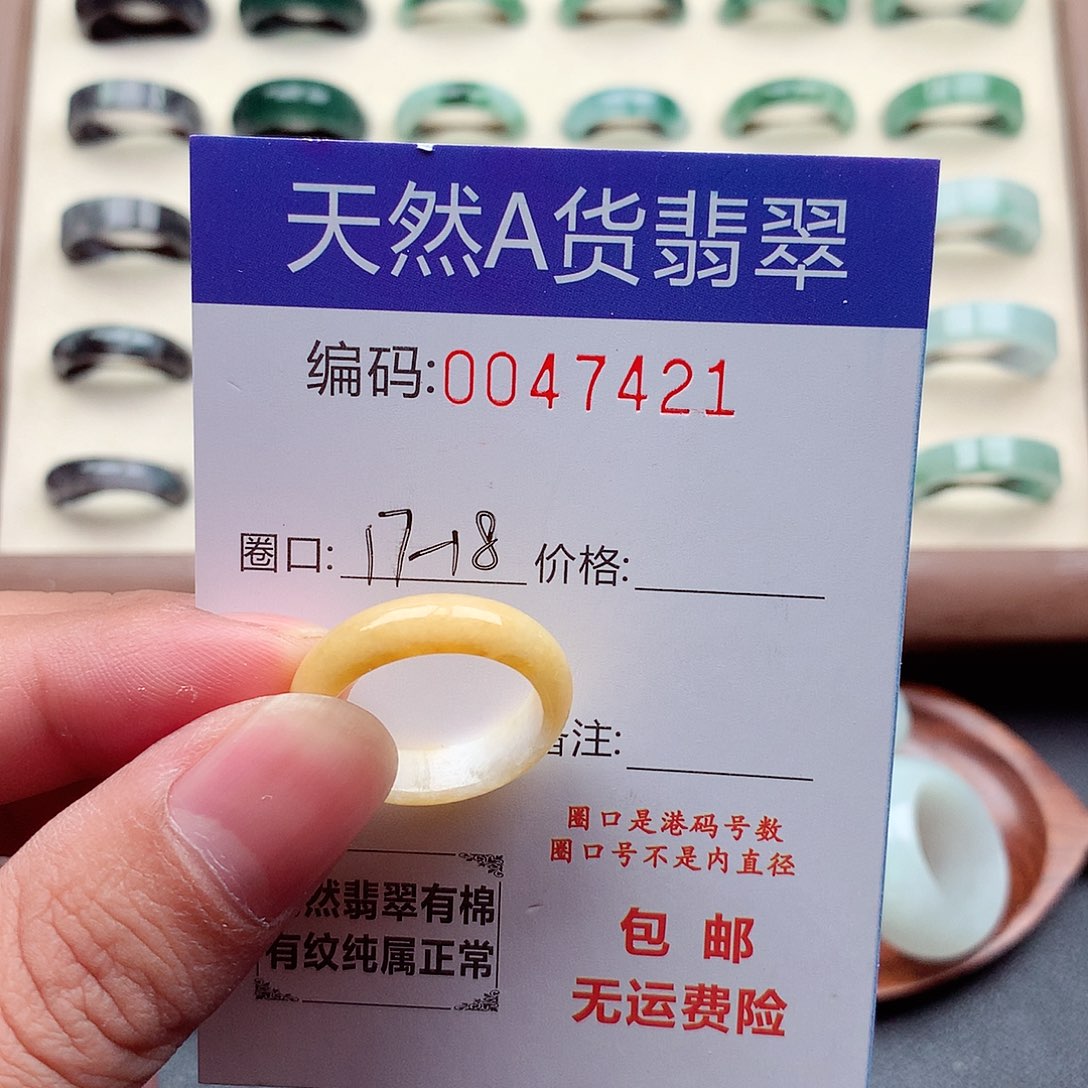 天然A货翡翠
编码:0047421
圈口: 17-18 价格:
备注:
圈口是港码号数
圈口号不是内直径
然翡翠有棉
有纹纯属正常
包 邮
无运费险